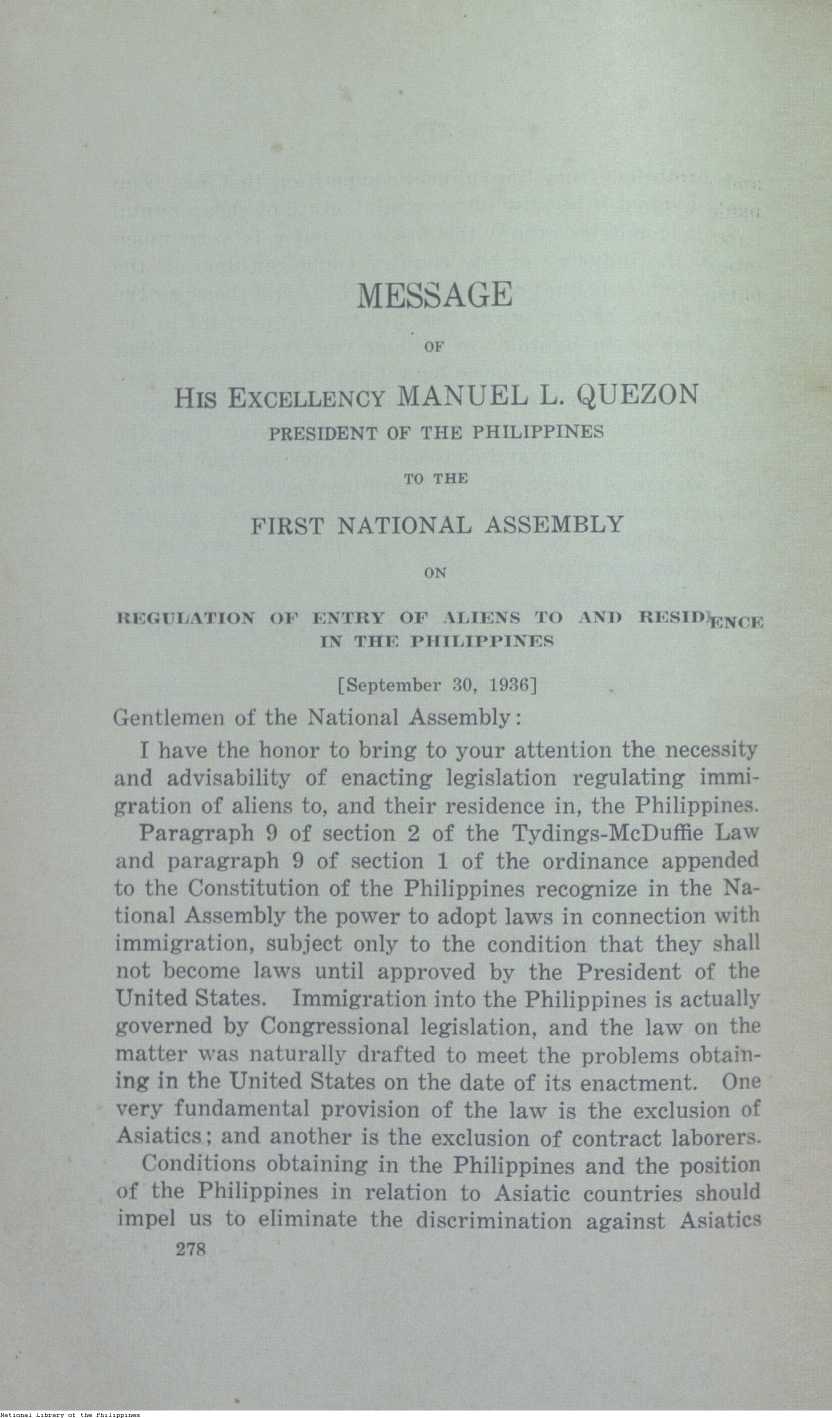 MESSAGE
OF
HIS EXCELLENCY MANUEL L. QUEZON
PRESIDENT OF THE PHILIPPINES
TO THE
FIRST NATIONAL ASSEMBLY
ON
REGULATION OF ENTRY OF ALIENS TO AND RESIDENCE
IN THE PHILIPPINES
[September 30, 1936]
Gentlemen of the National Assembly:
I have the honor to bring to your attention the necessity
and advisability of enacting legislation regulating immi-
gration of aliens to, and their residence in, the Philippines.
Paragraph 9 of section 2 of the Tydings-McDuffie Law
and paragraph 9 of section 1 of the ordinance appended
to the Constitution of the Philippines recognize in the Na-
tional Assembly the power to adopt laws in connection with
immigration, subject only to the condition that they shall
not become laws until approved by the President of the
United States. Immigration into the Philippines is actually
governed by Congressional legislation, and the law on the
matter was naturally drafted to meet the problems obtain-
ing in the United States on the date of its enactment. One
very fundamental provision of the law is the exclusion of
Asiatics; and another is the exclusion of contract laborers.
Conditions obtaining in the Philippines and the position
of the Philippines in relation to Asiatic countries should
impel us to eliminate the discrimination against Asiatics
278
National Library of the Philippines